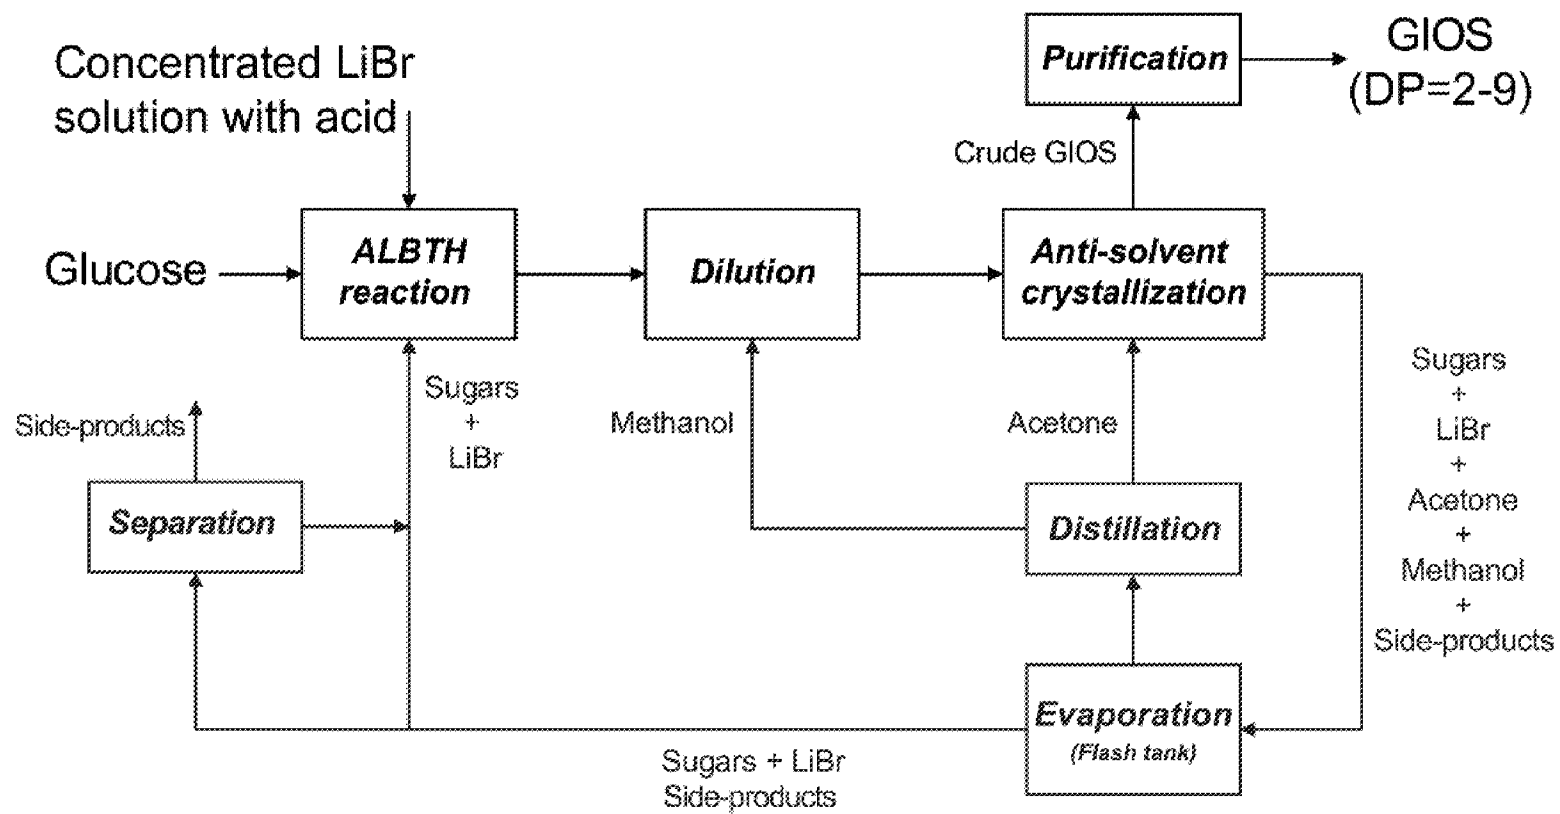 Concentrated LiBr
solution with acid
Purification
GIOS
(DP=2-9)
Crude GIOS
Glucose
ALBTH
reaction
Dilution
Anti-solvent
crystallization
Sugars
+
LiBr
Side-products
Methanol
Acetone
Sugars
+
LiBr
+
Acetone
+
Methanol
+
Side-products
Separation
Distillation
Evaporation
(Flash tank)
Sugars + LiBr
Side-products